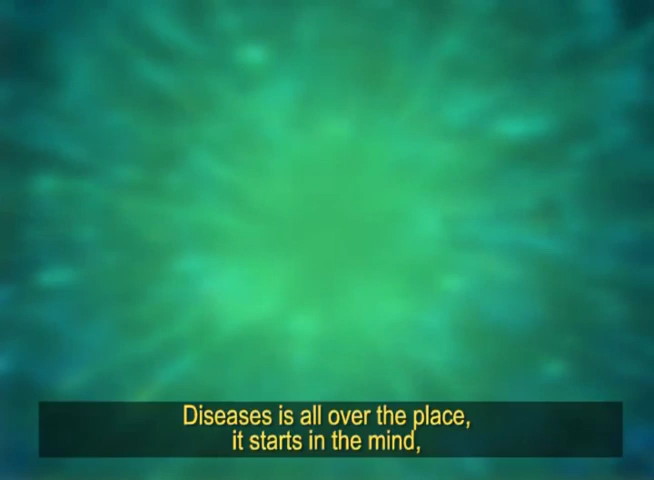 Diseases is all over the place,
it starts in the mind,